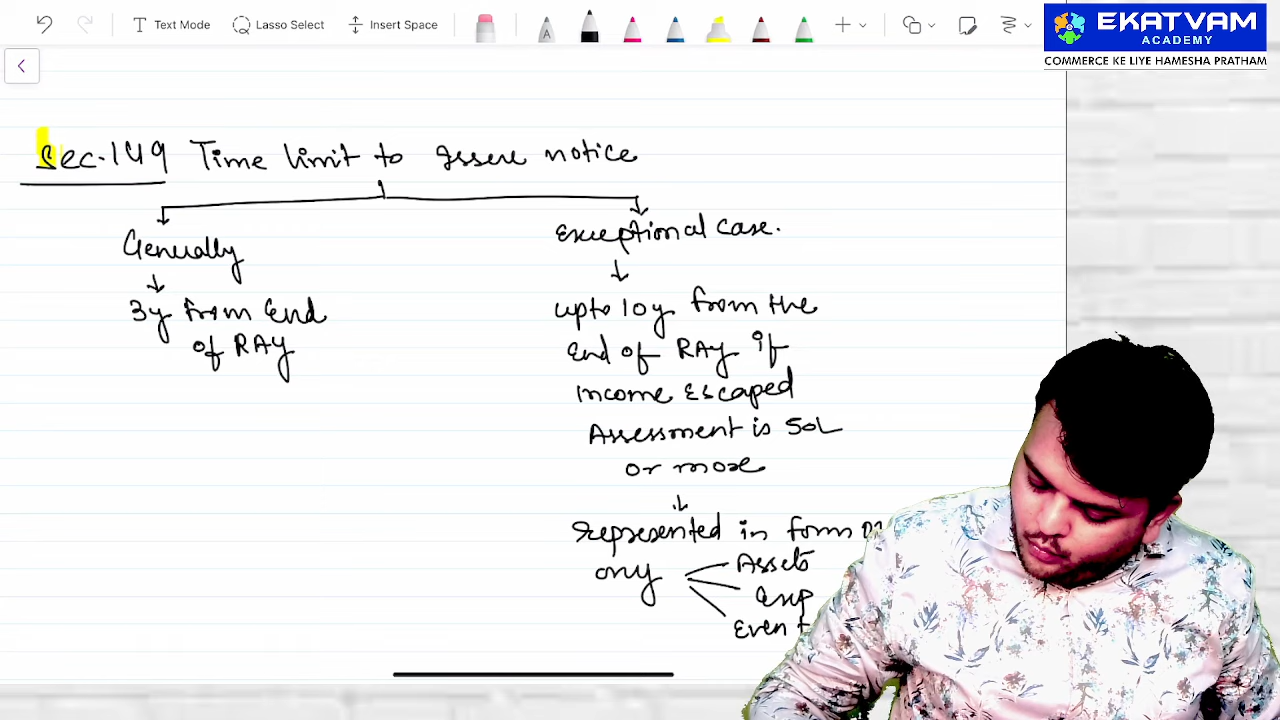 Text Mode Lasso Select Insert Space
EKATVAM
ACADEMY
COMMERCE KE LIYE HAMESHA PRATHAM
Sec.149 Time limit to Issue notice
Generally
3y from End
of RAY
Exceptional case.
upto 10y from the
End of RAY if
Income Escaped
Assessment is 50L
or more
represented in form
any
Assets
Exp
Event